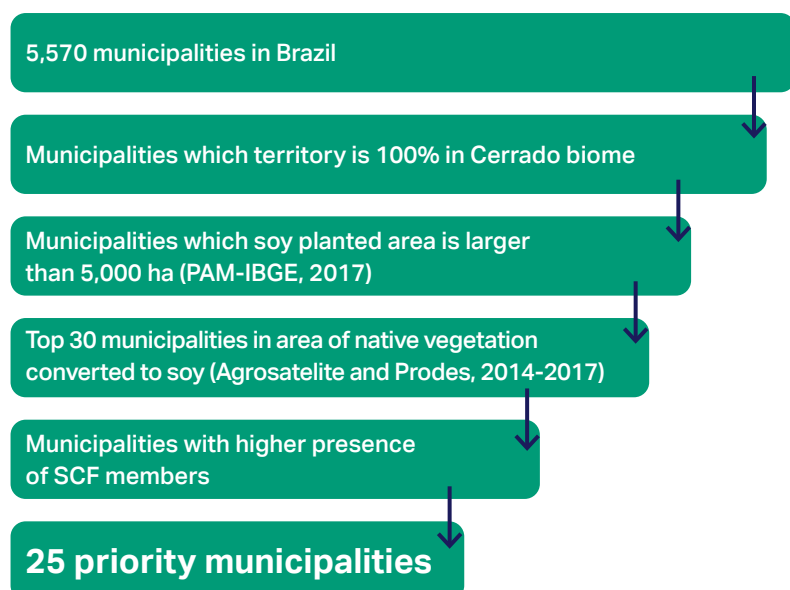 5,570 municipalities in Brazil
Municipalities which territory is 100% in Cerrado biome
Municipalities which soy planted area is larger
than 5,000 ha (PAM-IBGE, 2017)
Top 30 municipalities in area of native vegetation
converted to soy (Agrosatelite and Prodes, 2014-2017)
Municipalities with higher presence
of SCF members
25 priority municipalities